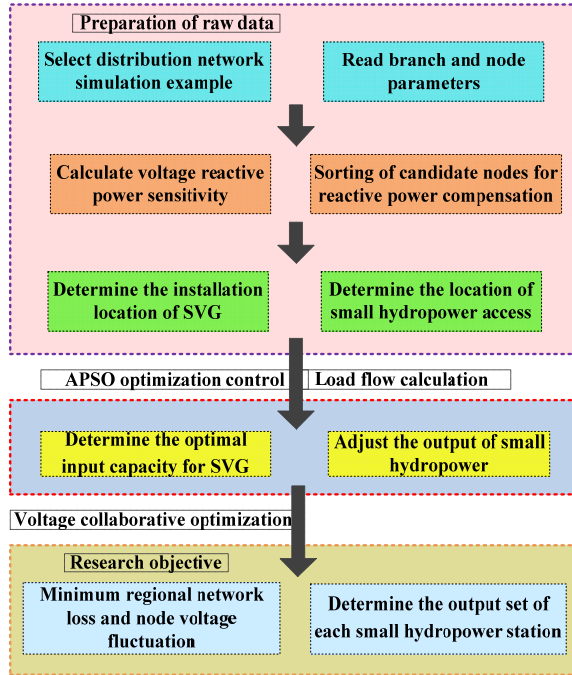 Preparation of raw data
Select distribution network
simulation example
Read branch and node
parameters
Calculate voltage reactive
power sensitivity
Sorting of candidate nodes for
reactive power compensation
Determine the installation
location of SVG
Determine the location of
small hydropower access
APSO optimization control
Load flow calculation
Determine the optimal
input capacity for SVG
Adjust the output of small
hydropower
Voltage collaborative optimization
Research objective
Minimum regional network
loss and node voltage
fluctuation
Determine the output set of
each small hydropower station